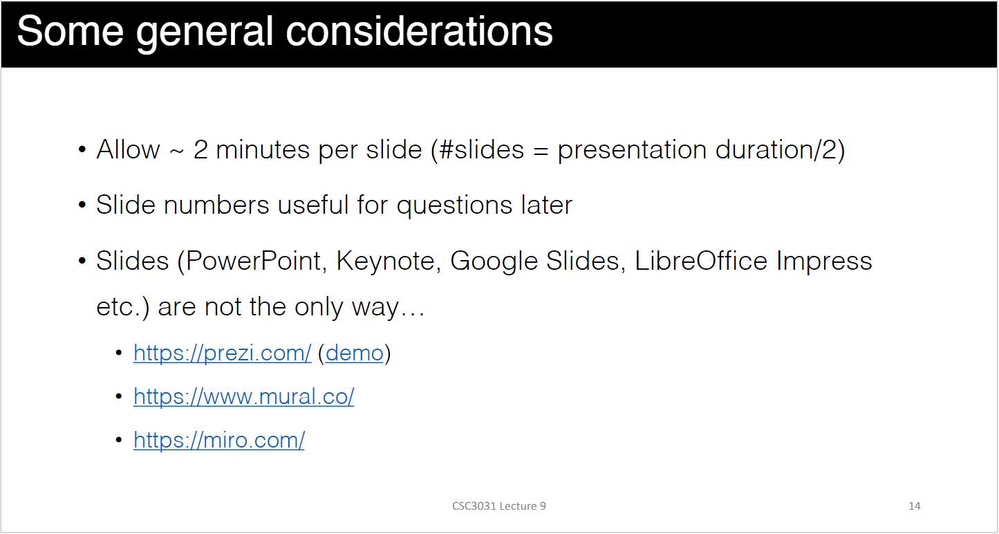 Some general considerations
• Allow ~ 2 minutes per slide (#slides = presentation duration/2)
• Slide numbers useful for questions later
• Slides (PowerPoint, Keynote, Google Slides, LibreOffice Impress
etc.) are not the only way…
• https://prezi.com/ (demo)
• https://www.mural.co/
• https://miro.com/
CSC3031 Lecture 9
14